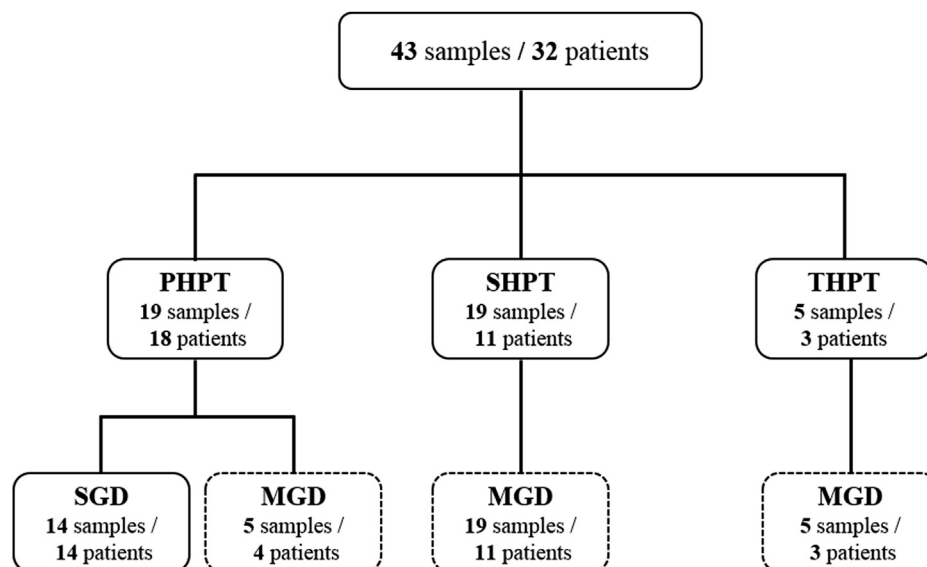 43 samples / 32 patients
PHPT
19 samples /
18 patients
SHPT
19 samples /
11 patients
THPT
5 samples /
3 patients
SGD
14 samples /
14 patients
MGD
5 samples /
4 patients
MGD
19 samples /
11 patients
MGD
5 samples /
3 patients